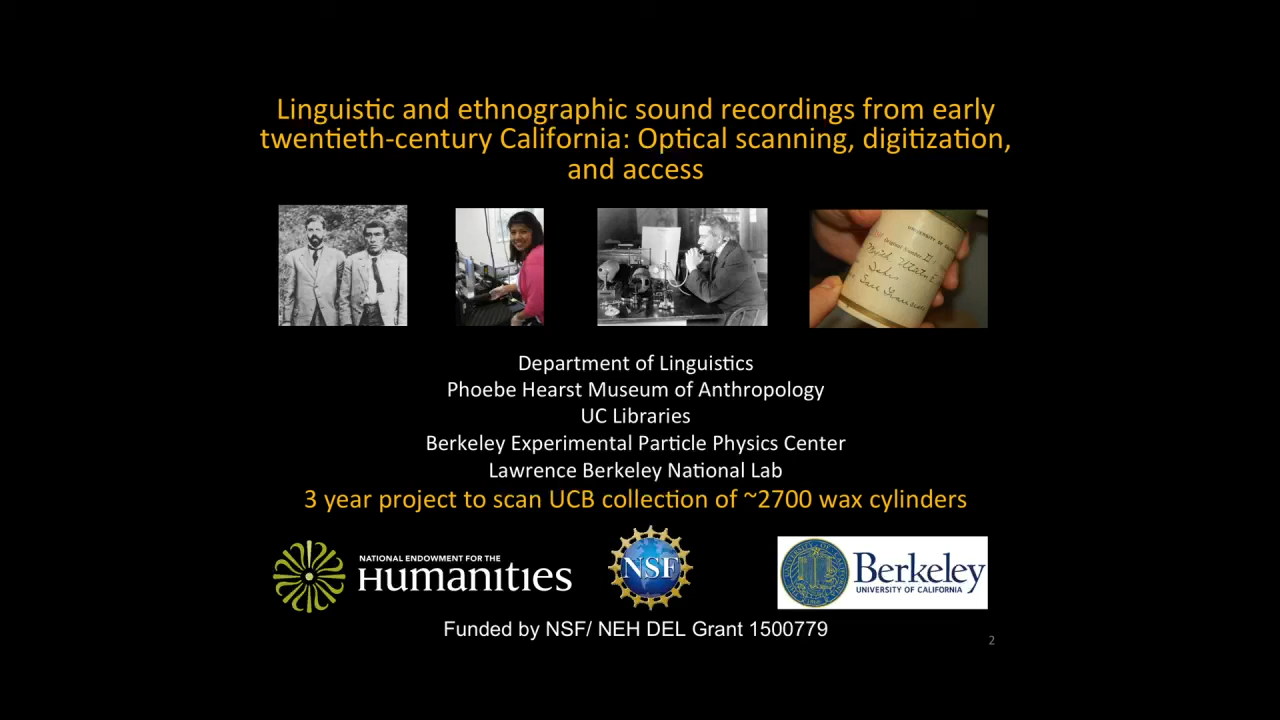 Linguistic and ethnographic sound recordings from early
twentieth-century California: Optical scanning, digitization,
and access
Department of Linguistics
Phoebe Hearst Museum of Anthropology
UC Libraries
Berkeley Experimental Particle Physics Center
Lawrence Berkeley National Lab
3 year project to scan UCB collection of ~2700 wax cylinders
NATIONAL ENDOWMENT FOR THE
Humanities
NSF
Berkeley
UNIVERSITY OF CALIFORNIA
Funded by NSF/ NEH DEL Grant 1500779
2